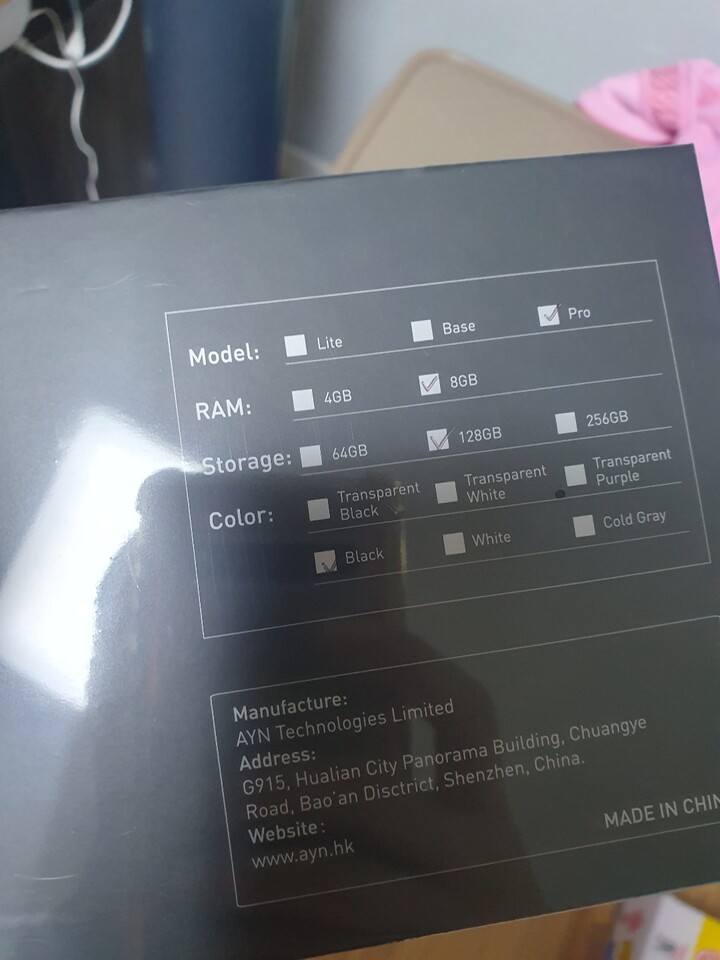 Model: Lite Base Pro
RAM: 4GB 8GB
Storage: 64GB 128GB 256GB
Color: Transparent Black Transparent White Transparent Purple
Black White Cold Gray
Manufacture:
AYN Technologies Limited
Address:
G915, Hualian City Panorama Building, Chuangye
Road, Bao'an Disctrict, Shenzhen, China.
Website:
www.ayn.hk
MADE IN CHIN